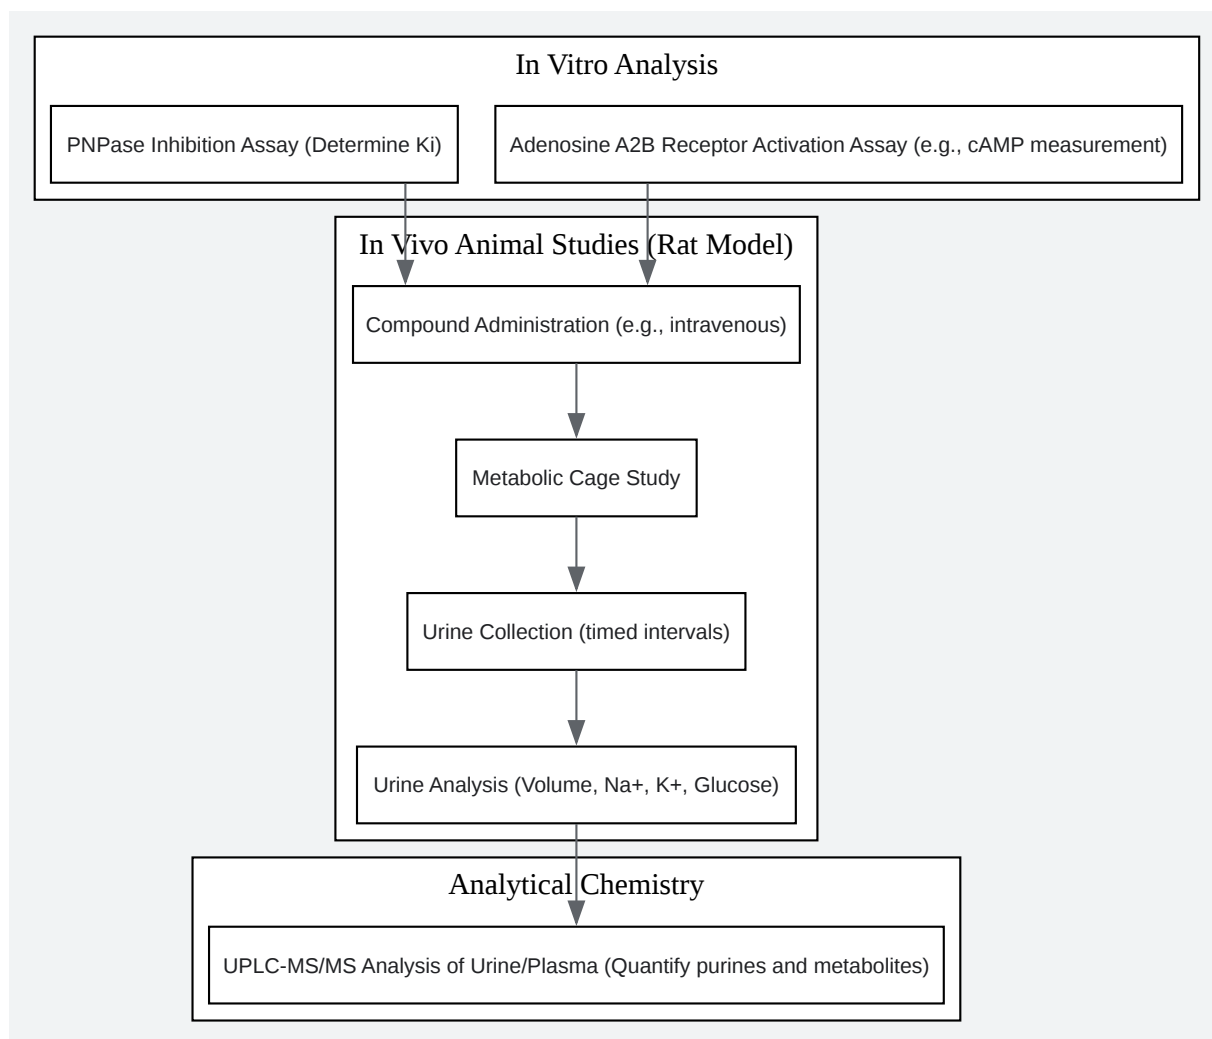 In Vitro Analysis
PNPase Inhibition Assay (Determine Ki)
Adenosine A2B Receptor Activation Assay (e.g., cAMP measurement)
In Vivo Animal Studies (Rat Model)
Compound Administration (e.g., intravenous)
Metabolic Cage Study
Urine Collection (timed intervals)
Urine Analysis (Volume, Na+, K+, Glucose)
Analytical Chemistry
UPLC-MS/MS Analysis of Urine/Plasma (Quantify purines and metabolites)